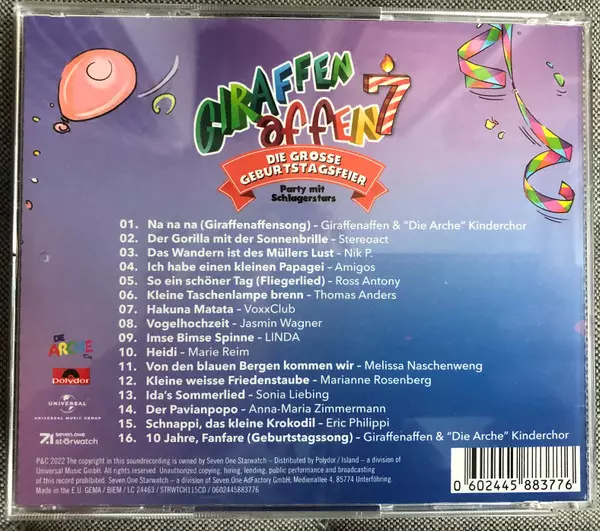 GIRAFFEN
AFFEN 7
DIE GROSSE
GEBURTSTAGSFEIER
Party mit
Schlagerstars
01. Na na na (Giraffenaffensong) – Giraffenaffen & "Die Arche" Kinderchor
02. Der Gorilla mit der Sonnenbrille – Stereoact
03. Das Wandern ist des Müllers Lust – Nik P.
04. Ich habe einen kleinen Papagei – Amigos
05. So ein schöner Tag (Fliegerlied) – Ross Antony
06. Kleine Taschenlampe brenn – Thomas Anders
07. Hakuna Matata – VoxxClub
08. Vogelhochzeit – Jasmin Wagner
09. Imse Bimse Spinne – LINDA
10. Heidi – Marie Reim
11. Von den blauen Bergen kommen wir – Melissa Naschenweng
12. Kleine weisse Friedenstaube – Marianne Rosenberg
13. Ida's Sommerlied – Sonia Liebing
14. Der Pavianpopo – Anna-Maria Zimmermann
15. Schnappi, das kleine Krokodil – Eric Philippi
16. 10 Jahre, Fanfare (Geburtstagssong) – Giraffenaffen & "Die Arche" Kinderchor
DIE
ARCHE
Polydor
UNIVERSAL
UNIVERSAL MUSIC GROUP
7.1 seven.one
starwatch
P&C 2022 The copyright in this soundrecording is owned by Seven.One Starwatch – Distributed by Polydor / Island – a division of
Universal Music GmbH. All rights reserved. Unauthorized copying, hiring, lending, public performance and broadcasting
of this record prohibited. Seven.One Starwatch – a division of Seven.One AdFactory GmbH; Medienallee 4, 85774 Unterföhring.
Made in the E.U. GEMA / BIEM / LC 24463 / STRWTCH115CD / 0602445883776
0 602445 883776